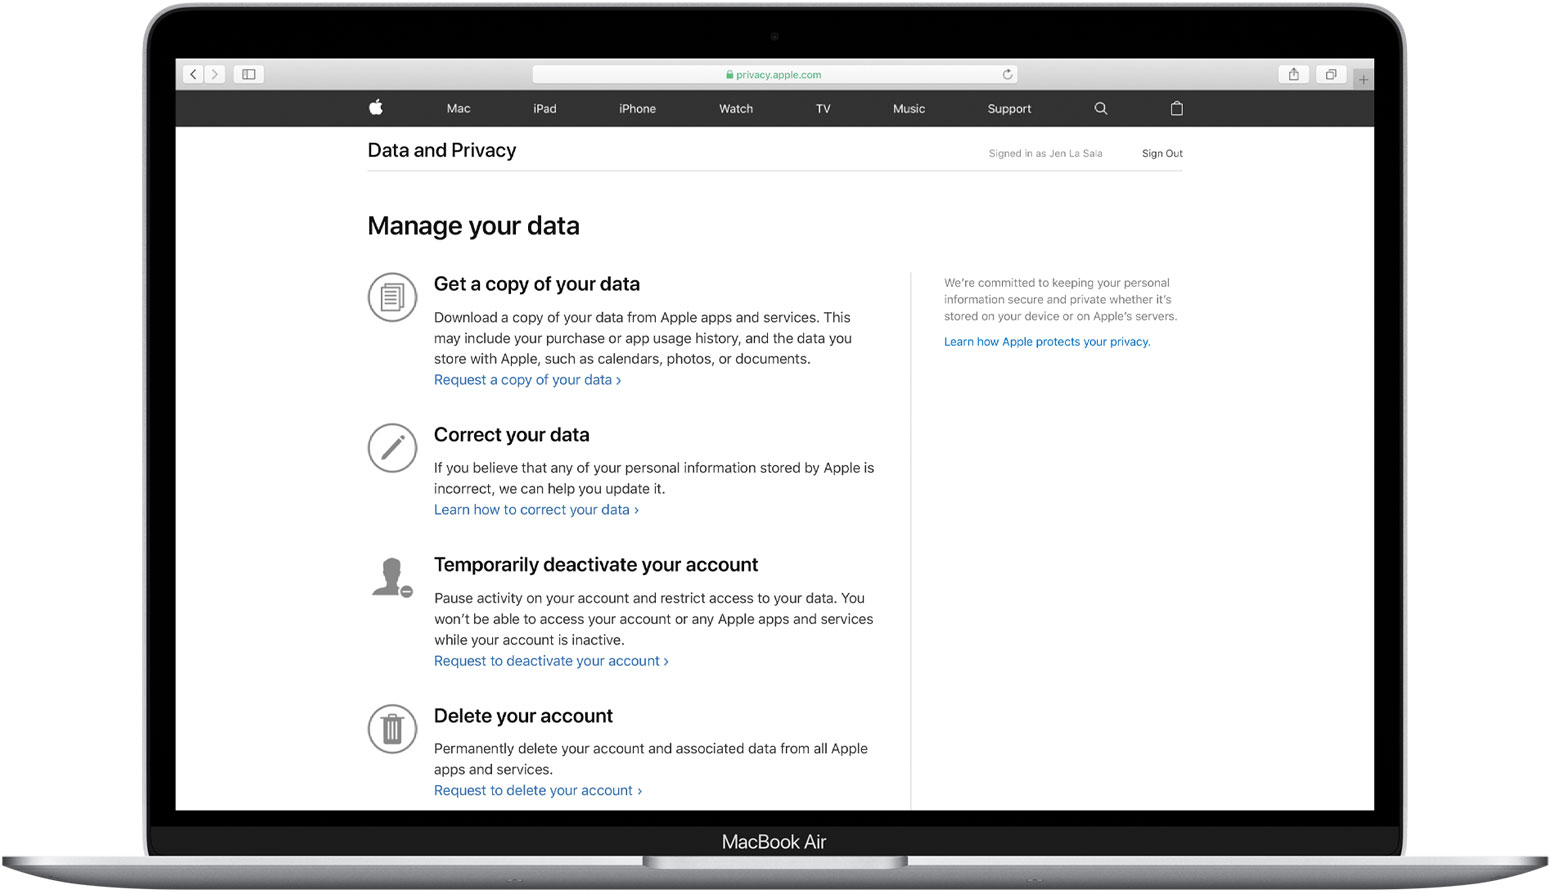 privacy.apple.com
Mac iPad iPhone Watch TV Music Support
Data and Privacy
Signed in as Jen La Sala Sign Out
Manage your data
Get a copy of your data
Download a copy of your data from Apple apps and services. This
may include your purchase or app usage history, and the data you
store with Apple, such as calendars, photos, or documents.
Request a copy of your data ›
Correct your data
If you believe that any of your personal information stored by Apple is
incorrect, we can help you update it.
Learn how to correct your data ›
Temporarily deactivate your account
Pause activity on your account and restrict access to your data. You
won’t be able to access your account or any Apple apps and services
while your account is inactive.
Request to deactivate your account ›
Delete your account
Permanently delete your account and associated data from all Apple
apps and services.
Request to delete your account ›
We’re committed to keeping your personal
information secure and private whether it’s
stored on your device or on Apple’s servers.
Learn how Apple protects your privacy.
MacBook Air